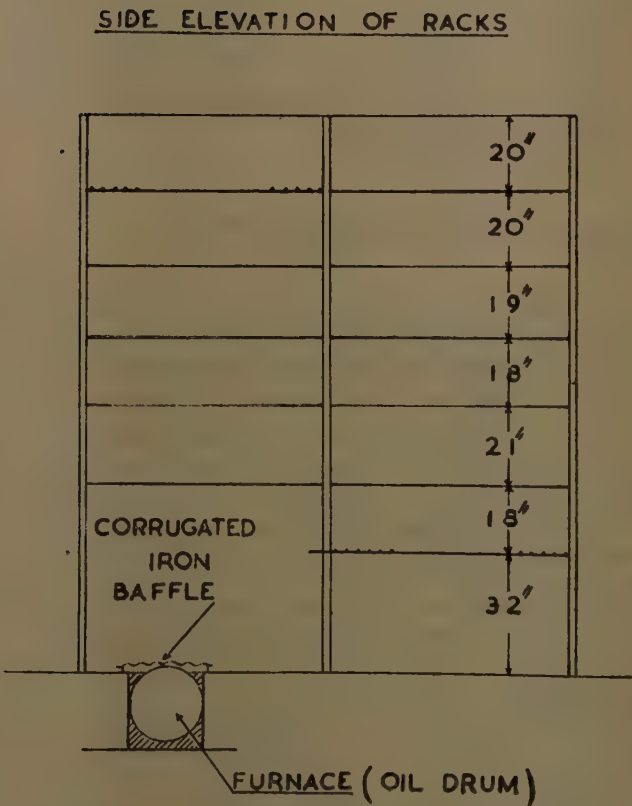 SIDE ELEVATION OF RACKS
20"
20"
19"
18"
21"
18"
CORRUGATED
IRON
BAFFLE
32"
FURNACE (OIL DRUM)